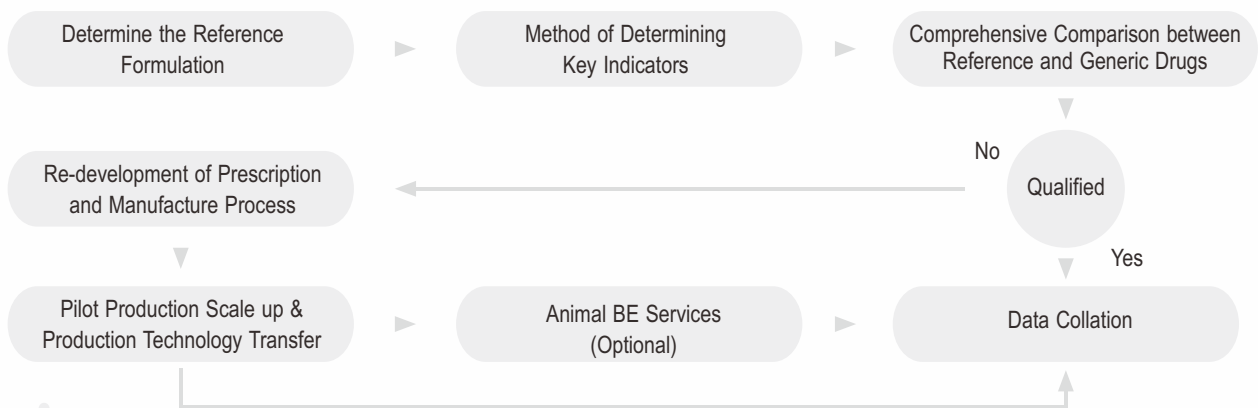 Determine the Reference
Formulation
Method of Determining
Key Indicators
Comprehensive Comparison between
Reference and Generic Drugs
No
Qualified
Yes
Re-development of Prescription
and Manufacture Process
Pilot Production Scale up &
Production Technology Transfer
Animal BE Services
(Optional)
Data Collation